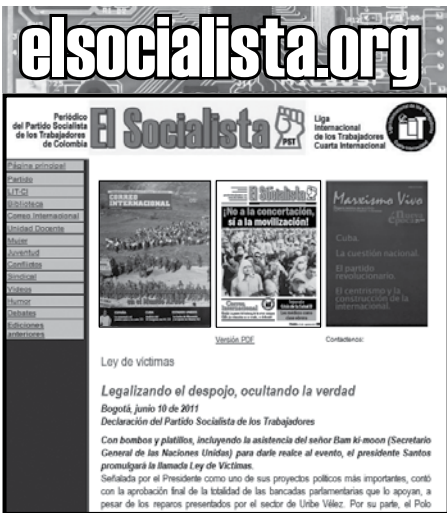 elsocialista.org
Periódico
del Partido Socialista
de los Trabajadores
de Colombia
El Socialista
PST
Liga
Internacional
de los Trabajadores
Cuarta Internacional
Página principal
Partido
LIT-CI
Biblioteca
Correo Internacional
Unidad Docente
Mujer
Juventud
Conflictos
Sindical
Videos
Humor
Debates
Ediciones
anteriores
CORREO
INTERNACIONAL
El Socialista
¡No a la concertación,
sí a la movilización!
Marxismo Vivo
Cuba.
La cuestión nacional.
El partido
revolucionario.
El centrismo y la
construcción de la
internacional.
Versión PDF
Contáctenos:
Ley de victimas
Legalizando el despojo, ocultando la verdad
Bogotá, junio 10 de 2011
Declaración del Partido Socialista de los Trabajadores
Con bombos y platillos, incluyendo la asistencia del señor Bam ki-moon (Secretario
General de las Naciones Unidas) para darle realce al evento, el presidente Santos
promulgará la llamada Ley de Víctimas.
Señalada por el Presidente como uno de sus proyectos políticos más importantes, contó
con la aprobación final de la totalidad de las bancadas parlamentarias que lo apoyan, a
pesar de los reparos presentados por el sector de Uribe Vélez. Por su parte, el Polo